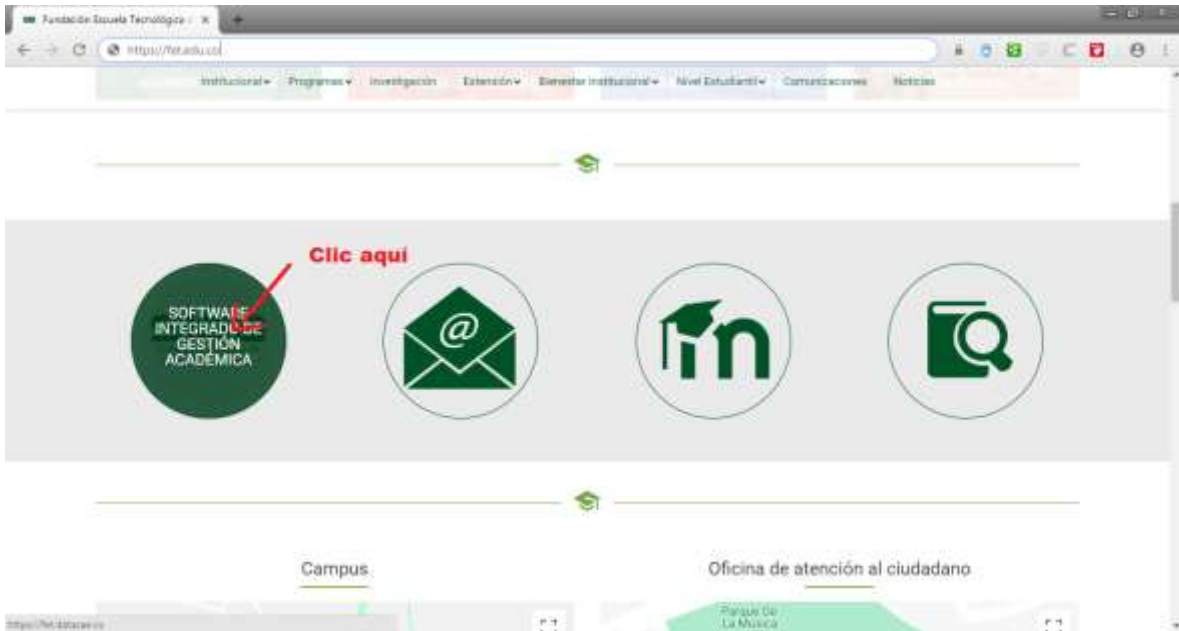 Fundación Escuela Tecnológica
https://fet.edu.co
Institucional Programas Investigación Extensión Bienestar Institucional Nivel Estudiantil Comunicaciones Noticias
Clic aquí
SOFTWARE
INTEGRADO DE
GESTIÓN
ACADÉMICA
@
Campus
Oficina de atención al ciudadano
Parque De
La Música